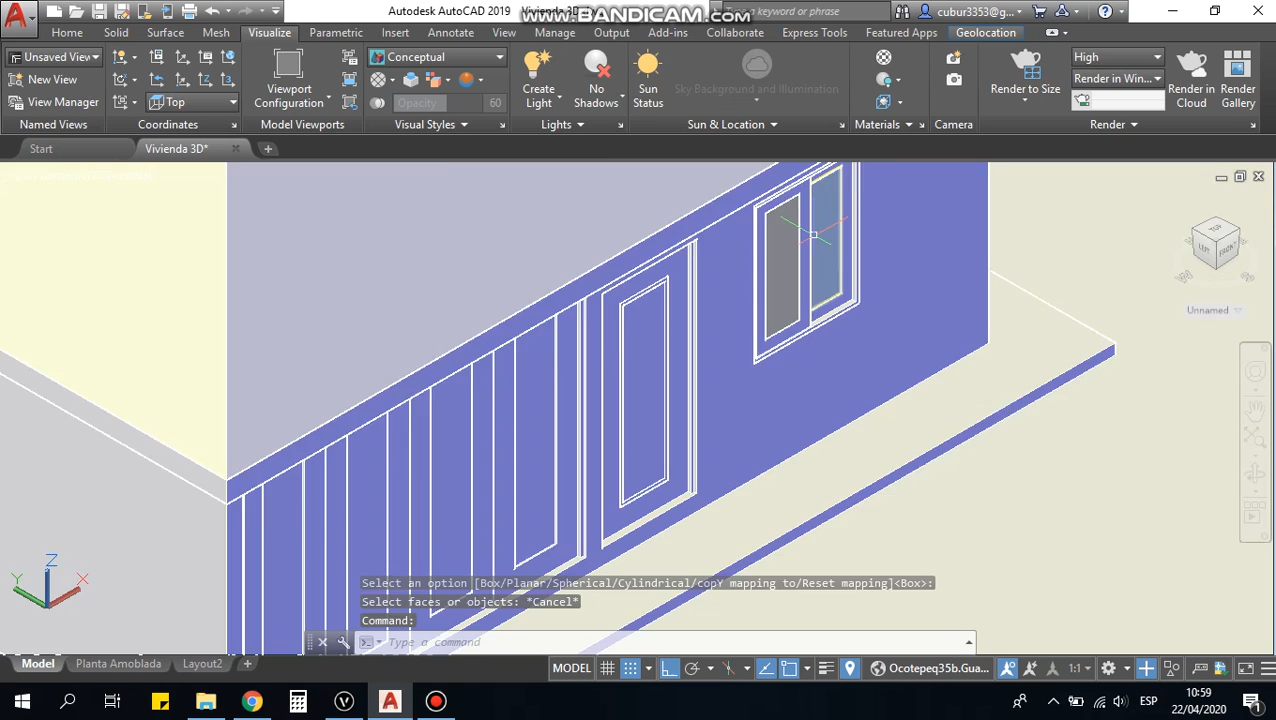 Autodesk AutoCAD 2019
www.BANDICAM.com
a keyword or phrase
cubur3353@g...
Home
Solid
Surface
Mesh
Visualize
Parametric
Insert
Annotate
View
Manage
Output
Add-ins
Collaborate
Express Tools
Featured Apps
Geolocation
Unsaved View
New View
View Manager
Named Views
Top
Coordinates
Viewport
Configuration
Model Viewports
Conceptual
Opacity
60
Visual Styles
Create
Light
No
Shadows
Lights
Sun
Status
Sky Background and Illumination
Sun & Location
Materials
Camera
Render to Size
High
Render in Win...
Render in
Cloud
Render
Gallery
Render
Start
Vivienda 3D*
TOP
LEFT
FRONT
Unnamed
Z
Y
X
Select an option [Box/Planar/Spherical/Cylindrical/copY mapping to/Reset mapping]<Box>:
Select faces or objects: *Cancel*
Command:
Type a command
Model
Planta Amoblada
Layout2
MODEL
Ocotepeq35b.Gua...
1:1
ESP
10:59
22/04/2020
1